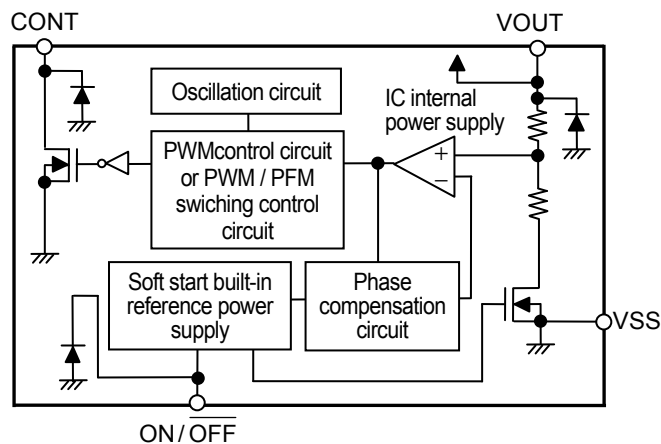 CONT
VOUT
Oscillation circuit
IC internal
power supply
PWMcontrol circuit
or PWM / PFM
swiching control
circuit
+
−
Soft start built-in
reference power
supply
Phase
compensation
circuit
VSS
ON/OFF